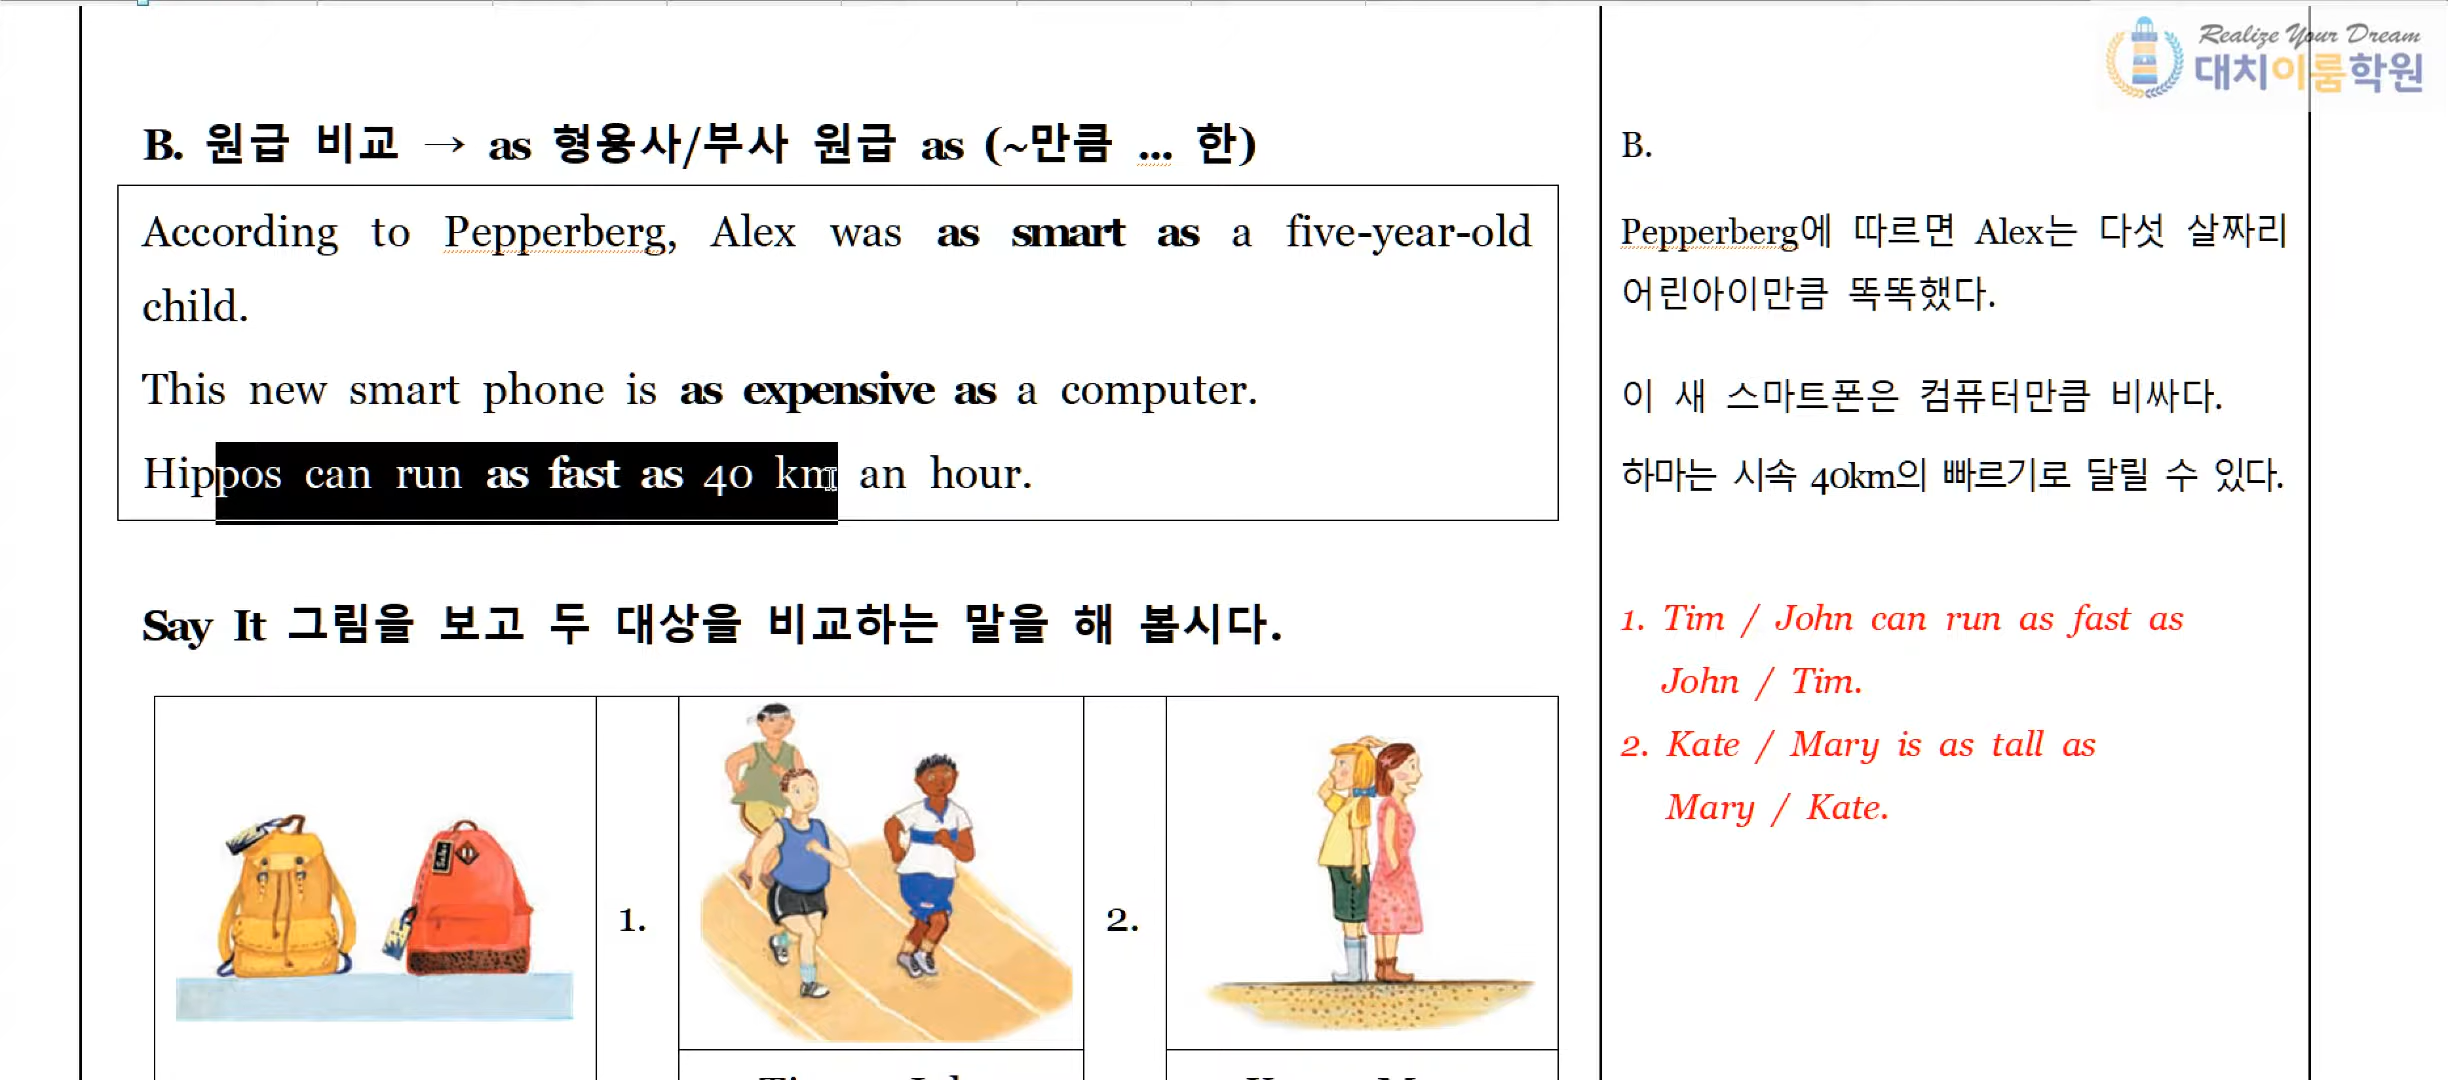 Realize Your Dream
대치이룸학원
B. 원급 비교 → as 형용사/부사 원급 as (~만큼 ... 한)
According to Pepperberg, Alex was as smart as a five-year-old
child.
This new smart phone is as expensive as a computer.
Hippos can run as fast as 40 km an hour.
Say It 그림을 보고 두 대상을 비교하는 말을 해 봅시다.
1.
2.
B.
Pepperberg에 따르면 Alex는 다섯 살짜리
어린아이만큼 똑똑했다.
이 새 스마트폰은 컴퓨터만큼 비싸다.
하마는 시속 40km의 빠르기로 달릴 수 있다.
1. Tim / John can run as fast as
John / Tim.
2. Kate / Mary is as tall as
Mary / Kate.